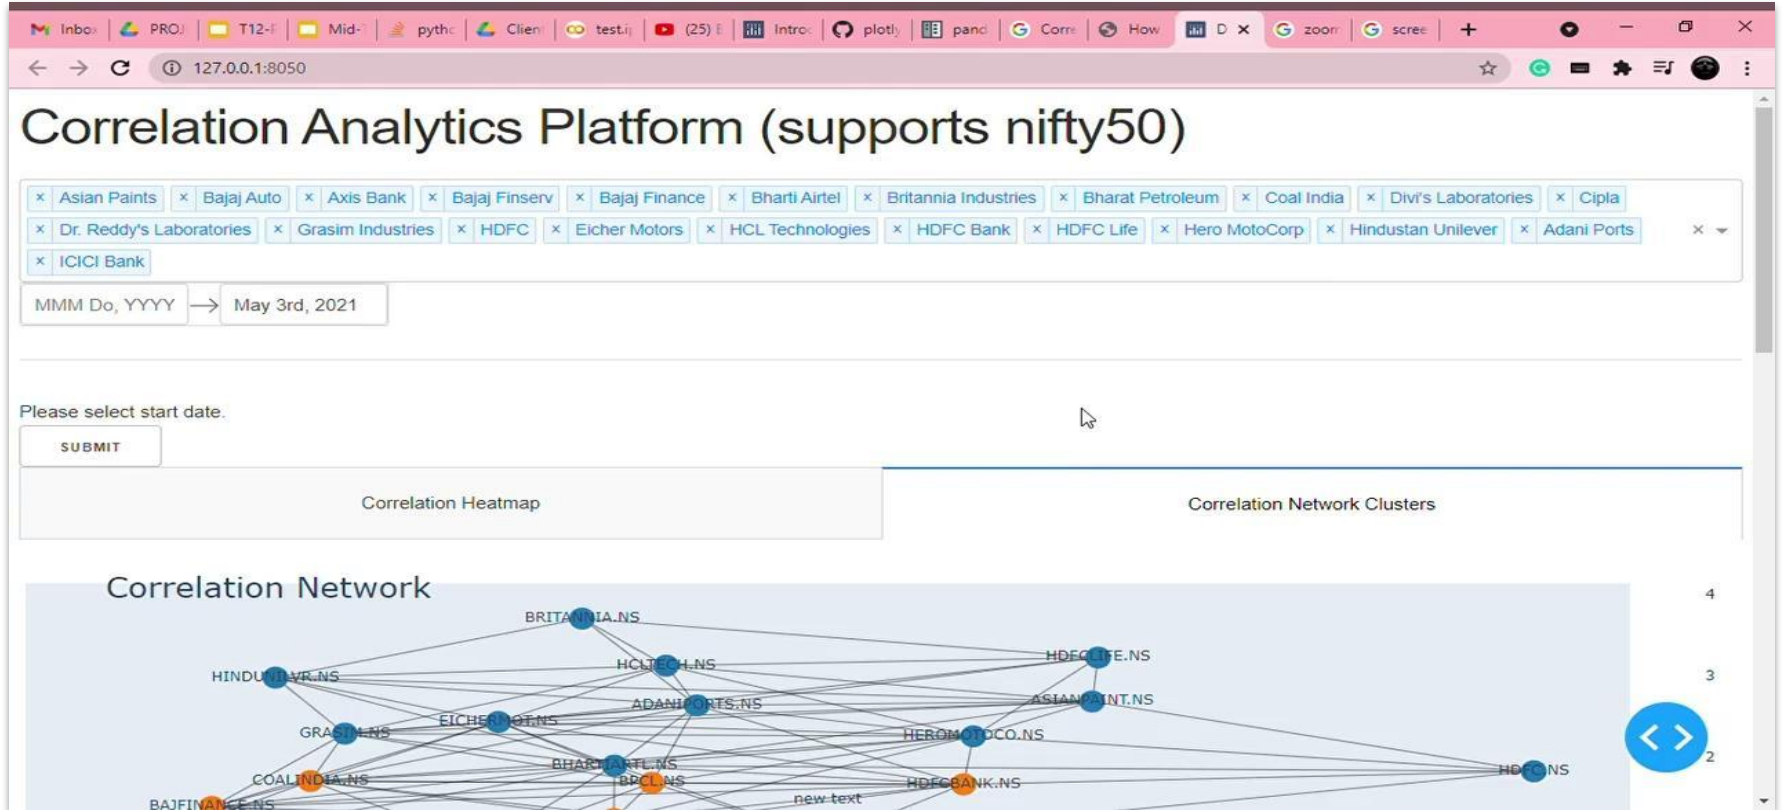 Inbo
PROJ
T12-F
Mid-T
pytho
Client
test.i
(25) E
Intro
plotly
pand
Corre
How
D
zoom
scree
127.0.0.1:8050
Correlation Analytics Platform (supports nifty50)
× Asian Paints × Bajaj Auto × Axis Bank × Bajaj Finserv × Bajaj Finance × Bharti Airtel × Britannia Industries × Bharat Petroleum × Coal India × Divi's Laboratories × Cipla
× Dr. Reddy's Laboratories × Grasim Industries × HDFC × Eicher Motors × HCL Technologies × HDFC Bank × HDFC Life × Hero MotoCorp × Hindustan Unilever × Adani Ports
× ICICI Bank
MMM Do, YYYY → May 3rd, 2021
Please select start date.
SUBMIT
Correlation Heatmap
Correlation Network Clusters
Correlation Network
4
BRITANNIA.NS
HDFCLIFE.NS
HCLTECH.NS
HINDUNILVR.NS
3
ASIANPAINT.NS
ADANIPORTS.NS
EICHERMOT.NS
GRASIM.NS
HEROMOTOCO.NS
2
BHARTIARTL.NS
HDFC.NS
COALINDIA.NS
BPCL.NS
HDFCBANK.NS
new text
BAJFINANCE.NS